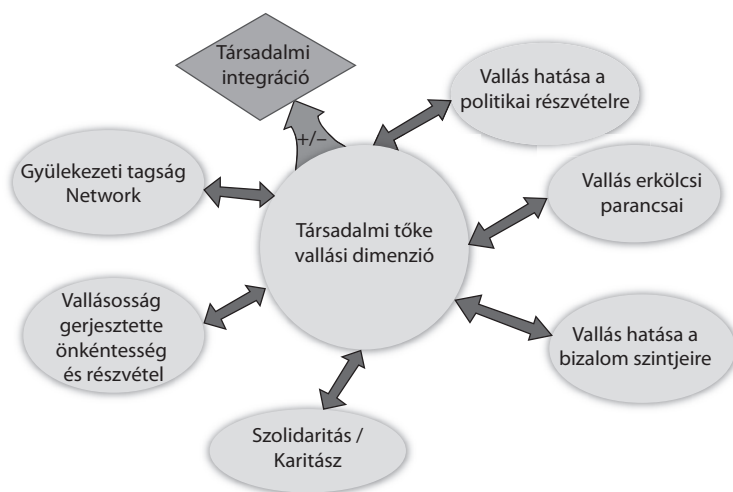 Társadalmi
integráció
+/–
Vallás hatása a
politikai részvételre
Gyülekezeti tagság
Network
Vallás erkölcsi
parancsai
Társadalmi tőke
vallási dimenzió
Vallásosság
gerjesztette
önkéntesség
és részvétel
Vallás hatása a
bizalom szintjeire
Szolidaritás /
Karitász